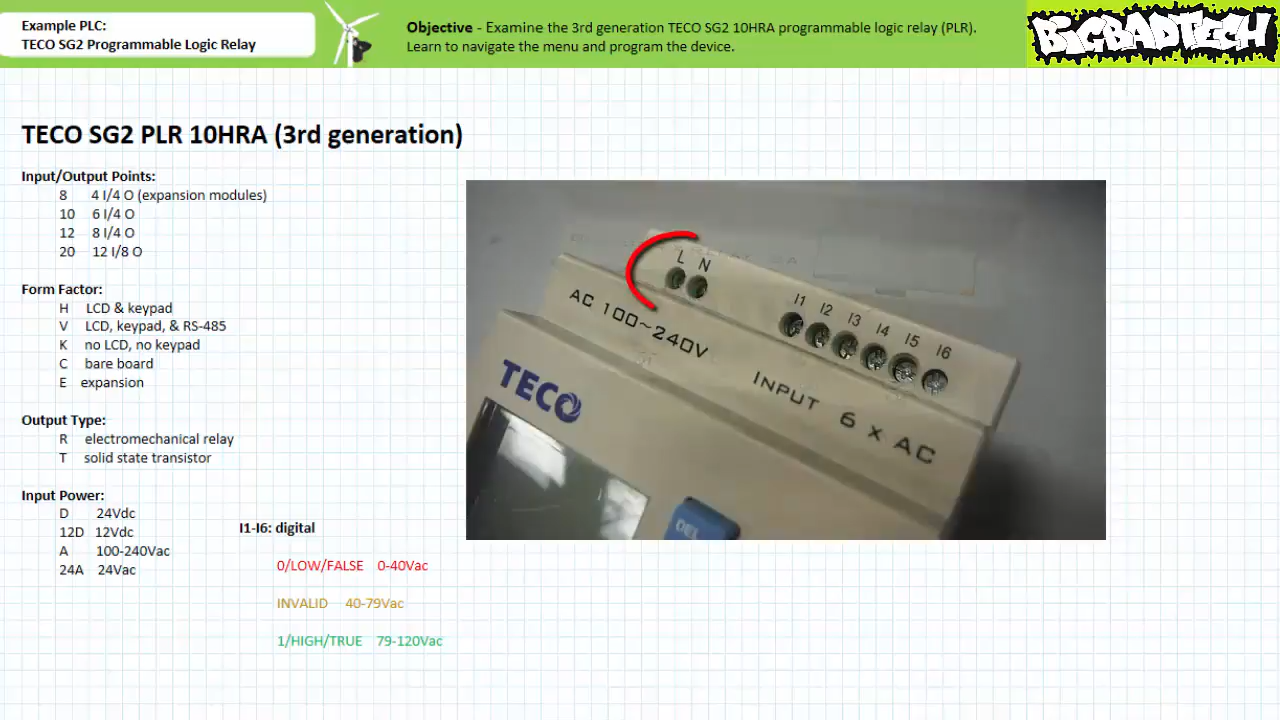 Example PLC:
TECO SG2 Programmable Logic Relay
Objective - Examine the 3rd generation TECO SG2 10HRA programmable logic relay (PLR).
Learn to navigate the menu and program the device.
BIGBADTECH
TECO SG2 PLR 10HRA (3rd generation)
Input/Output Points:
8 4 I/4 O (expansion modules)
10 6 I/4 O
12 8 I/4 O
20 12 I/8 O
Form Factor:
H LCD & keypad
V LCD, keypad, & RS-485
K no LCD, no keypad
C bare board
E expansion
Output Type:
R electromechanical relay
T solid state transistor
Input Power:
D 24Vdc
12D 12Vdc
A 100-240Vac
24A 24Vac
I1-I6: digital
0/LOW/FALSE 0-40Vac
INVALID 40-79Vac
1/HIGH/TRUE 79-120Vac
L N
I1 I2 I3 I4 I5 I6
AC 100~240V
INPUT 6 x AC
TECO
DEL